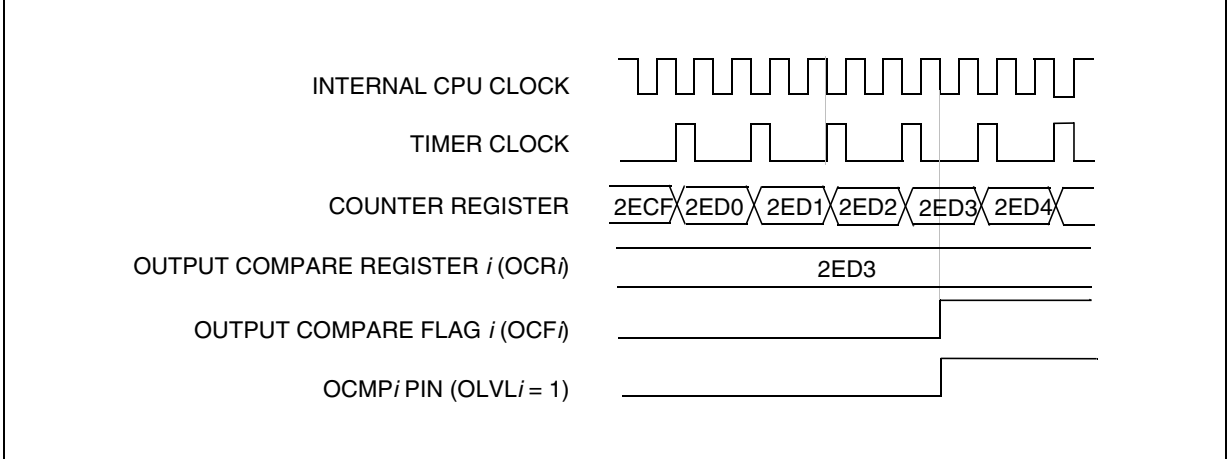 INTERNAL CPU CLOCK
TIMER CLOCK
COUNTER REGISTER 2ECF 2ED0 2ED1 2ED2 2ED3 2ED4
OUTPUT COMPARE REGISTER i (OCRi) 2ED3
OUTPUT COMPARE FLAG i (OCFi)
OCMPi PIN (OLVLi = 1)